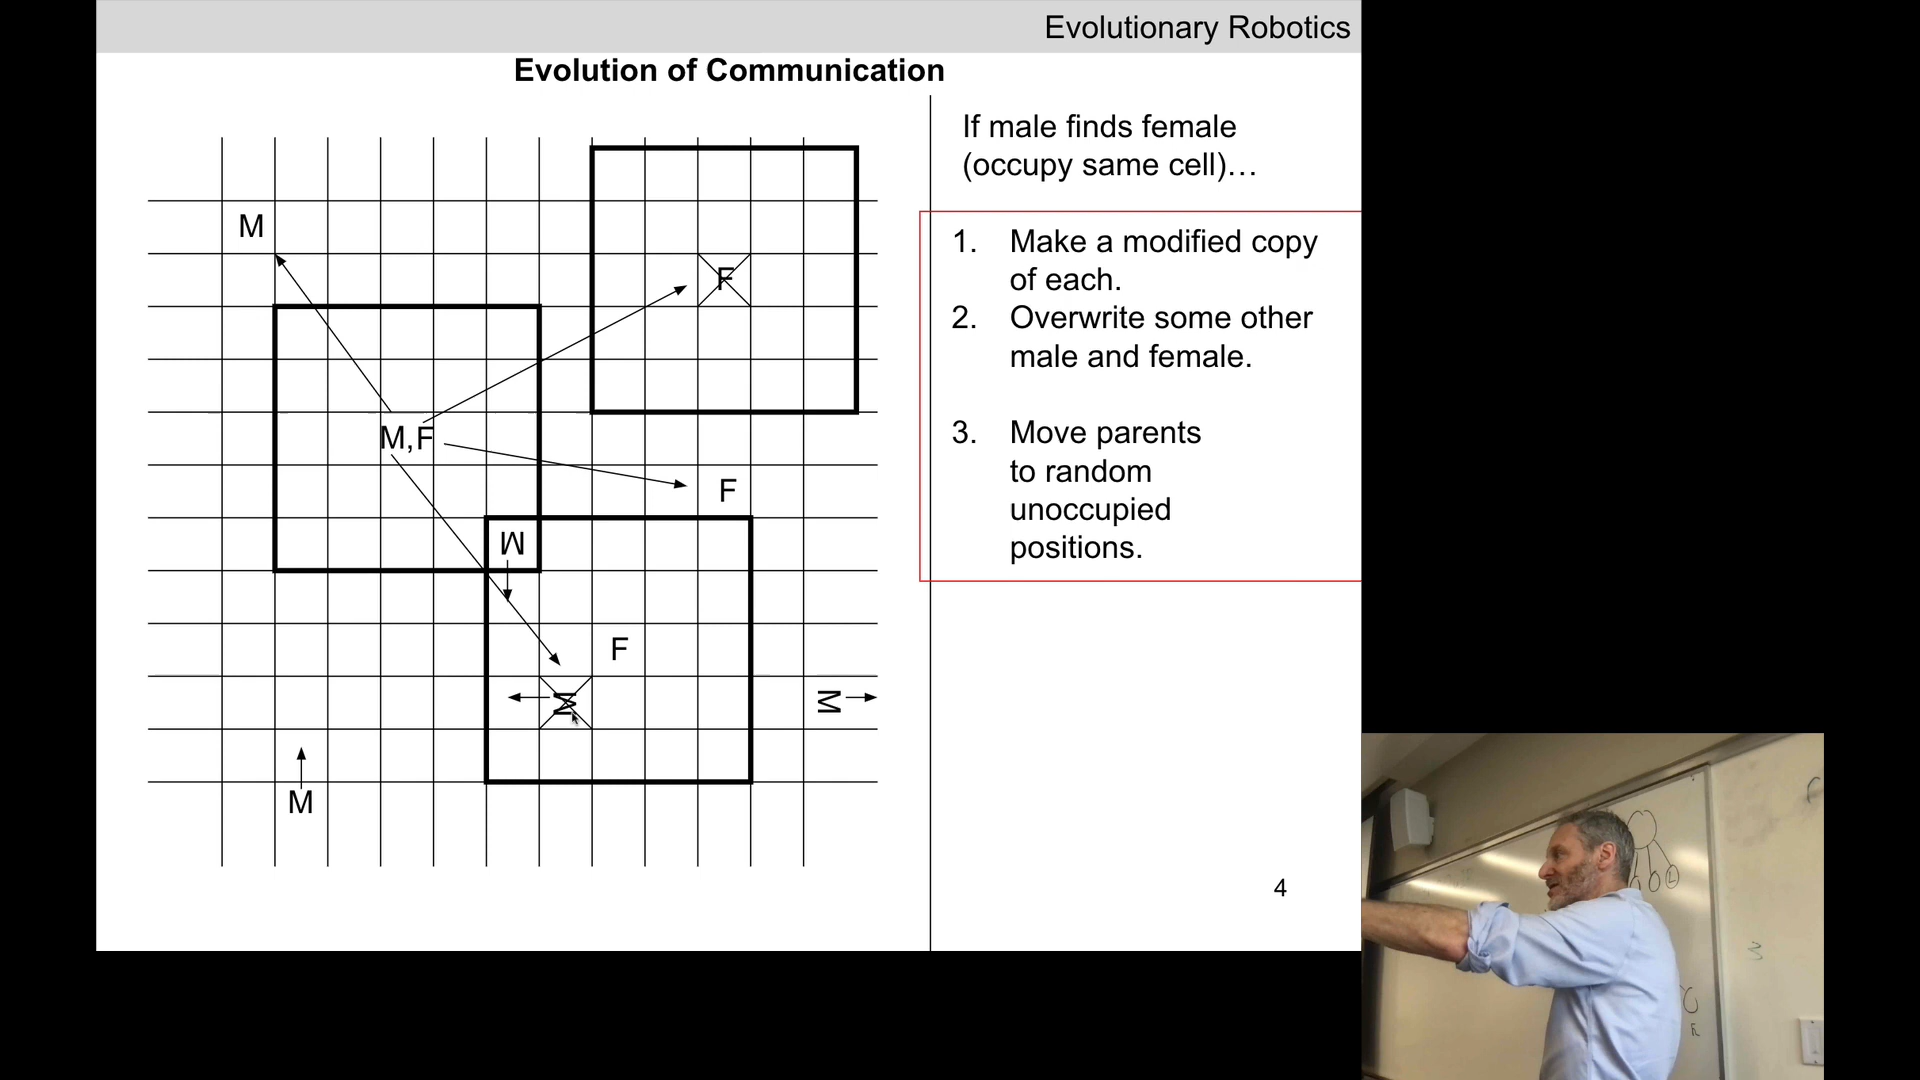 Evolutionary Robotics
Evolution of Communication
If male finds female
(occupy same cell)…
1. Make a modified copy
of each.
2. Overwrite some other
male and female.
3. Move parents
to random
unoccupied
positions.
M
F
M,F
F
M
F
M
M
M
4